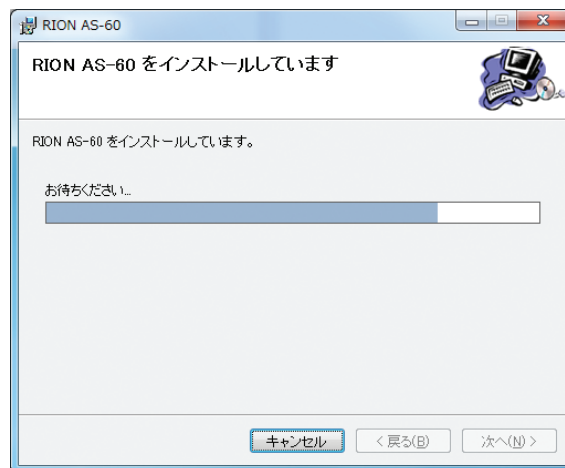 RION AS-60
RION AS-60 をインストールしています
RION AS-60 をインストールしています。
お待ちください...
キャンセル
< 戻る(B)
次へ(N) >